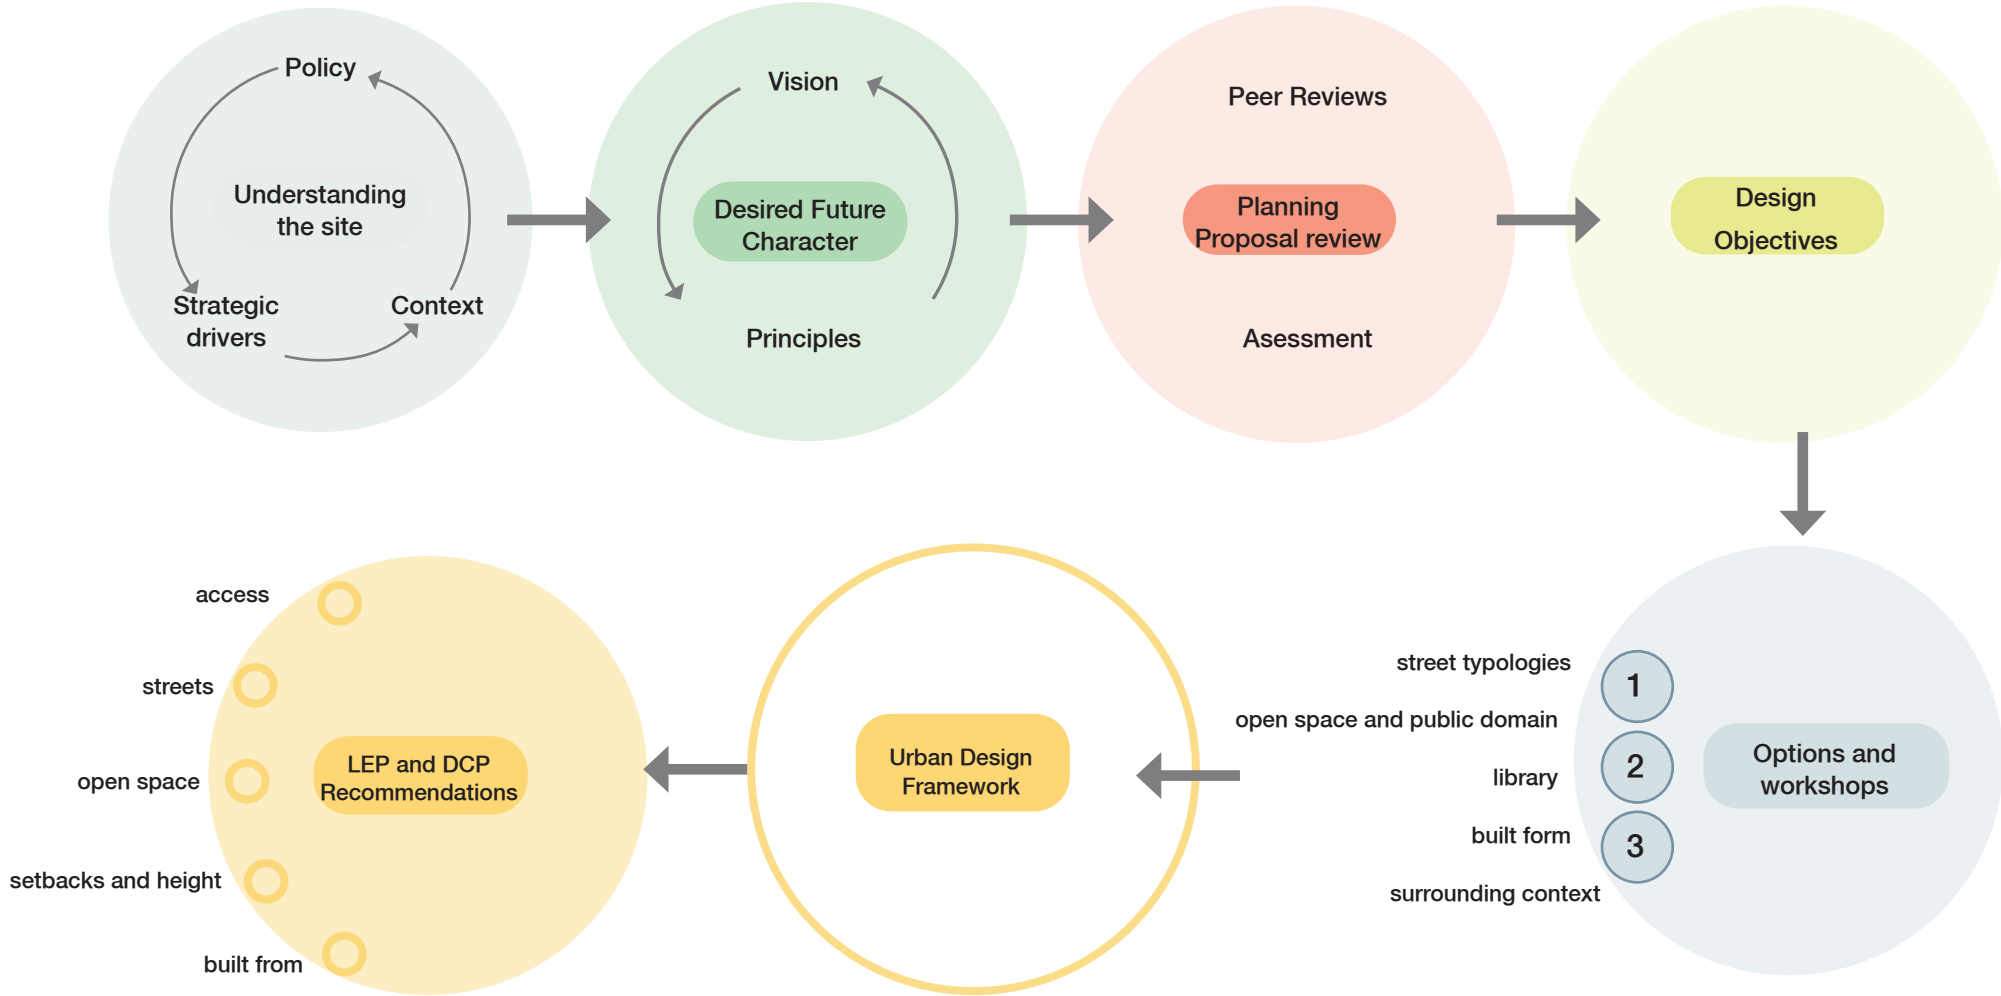 Policy
Understanding
the site
Strategic
drivers
Context
Vision
Desired Future
Character
Principles
Peer Reviews
Planning
Proposal review
Asessment
Design
Objectives
Options and
workshops
1
2
3
street typologies
open space and public domain
library
built form
surrounding context
Urban Design
Framework
LEP and DCP
Recommendations
access
streets
open space
setbacks and height
built from